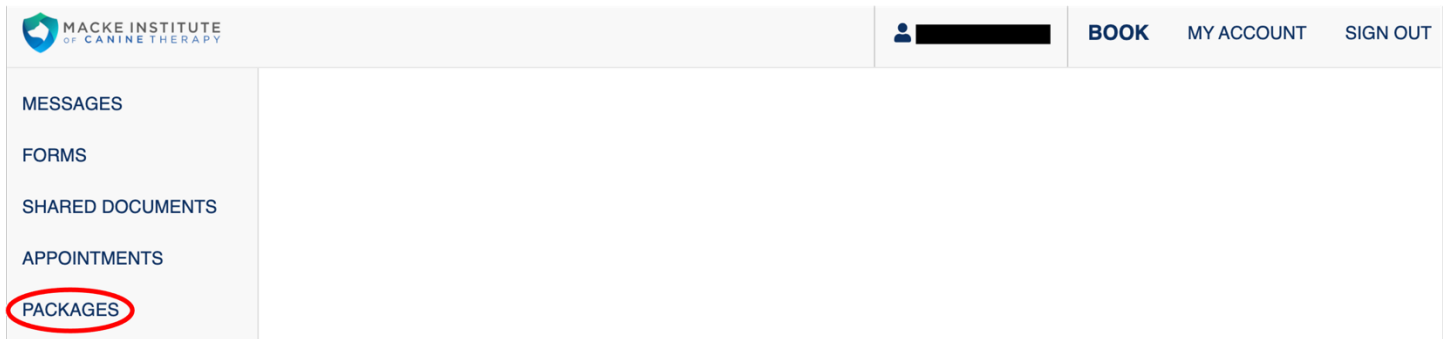 MACKE INSTITUTE
OF CANINE THERAPY
BOOK
MY ACCOUNT
SIGN OUT
MESSAGES
FORMS
SHARED DOCUMENTS
APPOINTMENTS
PACKAGES